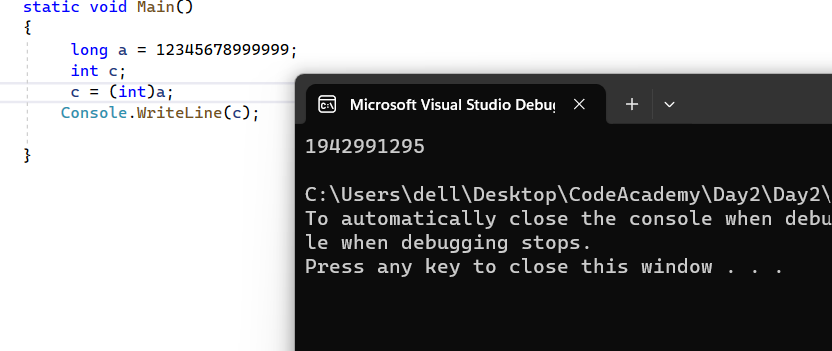 static void Main()
{
long a = 12345678999999;
int c;
c = (int)a;
Console.WriteLine(c);
}
Microsoft Visual Studio Debu
1942991295
C:\Users\dell\Desktop\CodeAcademy\Day2\Day2\
To automatically close the console when debu
le when debugging stops.
Press any key to close this window . . .